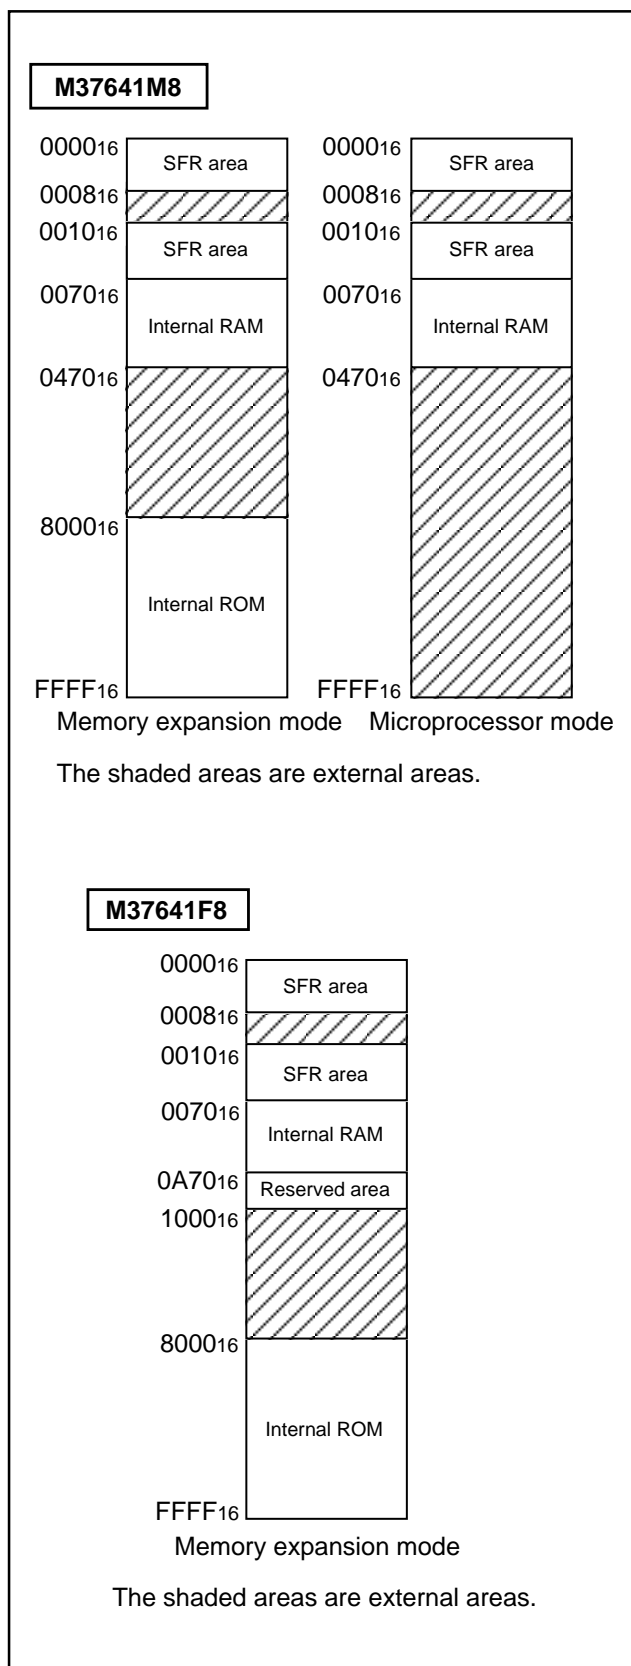 M37641M8
0000₁₆ SFR area 0000₁₆ SFR area
0008₁₆ 0008₁₆
0010₁₆ SFR area 0010₁₆ SFR area
0070₁₆ Internal RAM 0070₁₆ Internal RAM
0470₁₆ 0470₁₆
8000₁₆ Internal ROM
FFFF₁₆ FFFF₁₆
Memory expansion mode Microprocessor mode
The shaded areas are external areas.
M37641F8
0000₁₆ SFR area
0008₁₆
0010₁₆ SFR area
0070₁₆ Internal RAM
0A70₁₆ Reserved area
1000₁₆
8000₁₆ Internal ROM
FFFF₁₆
Memory expansion mode
The shaded areas are external areas.